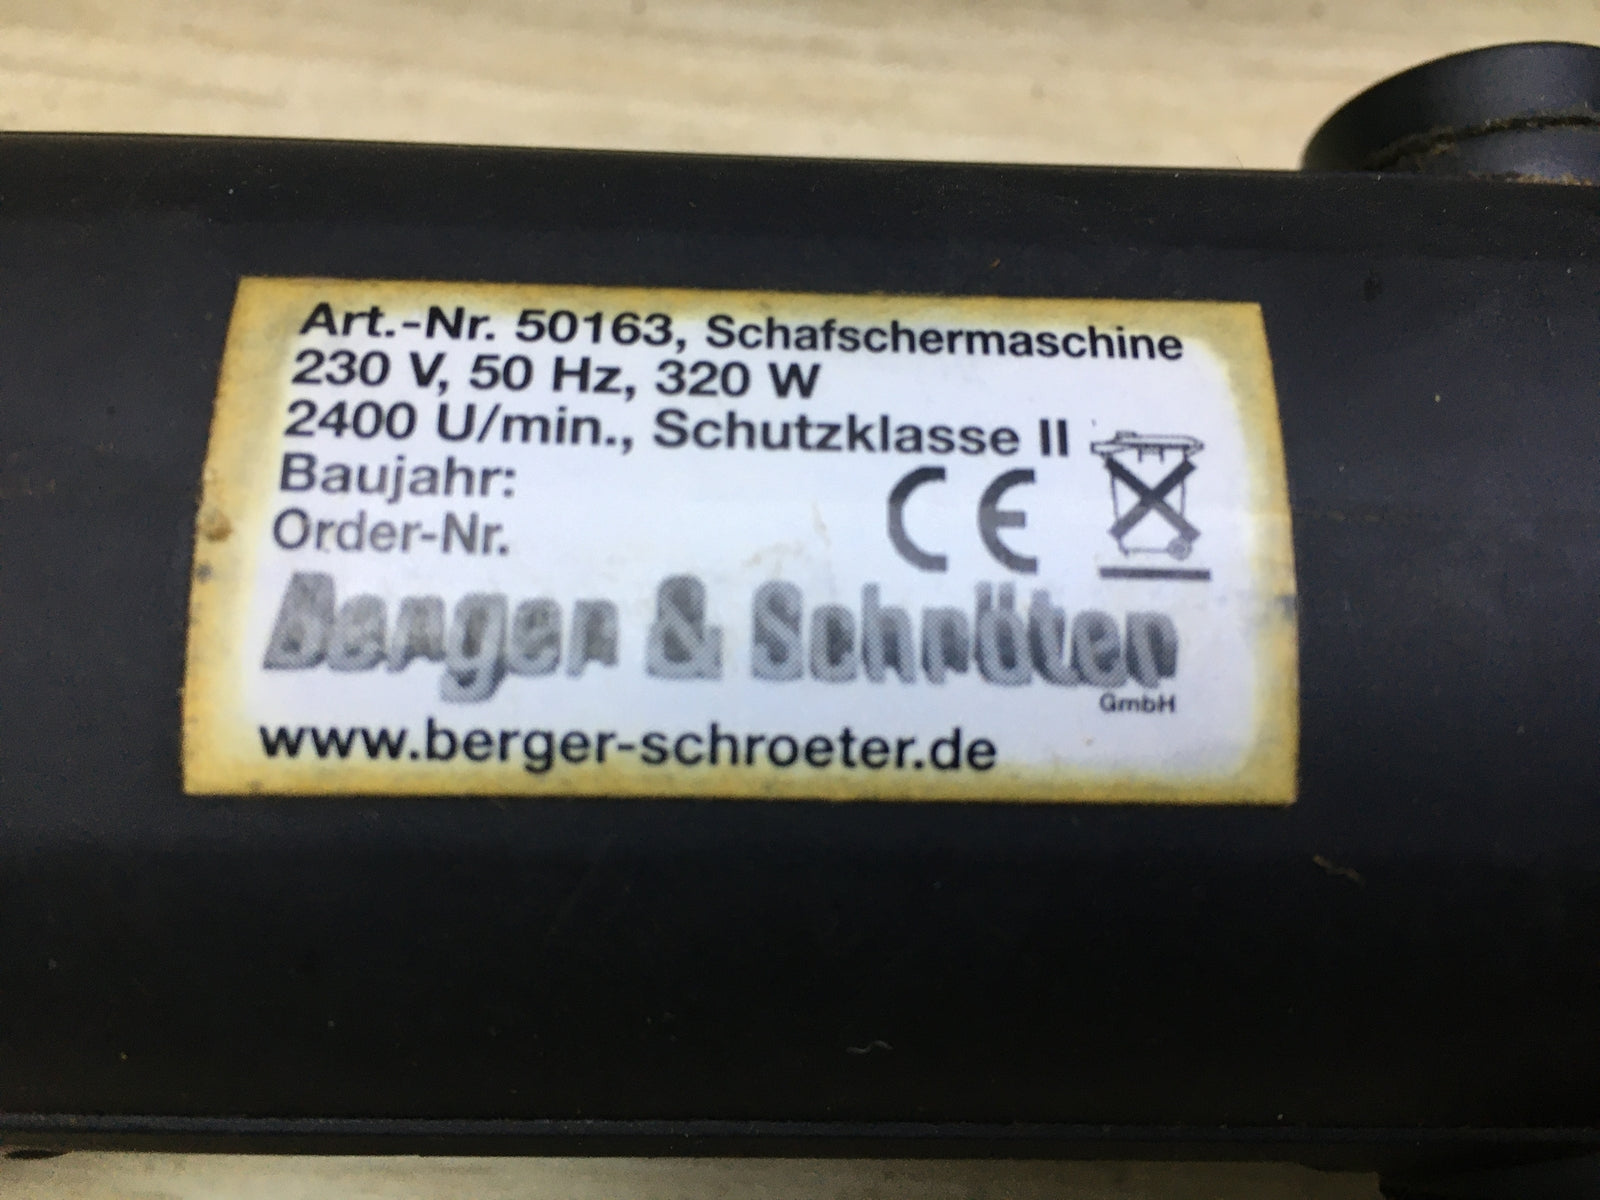 Art.-Nr. 50163, Schafschermaschine
230 V, 50 Hz, 320 W
2400 U/min., Schutzklasse II
Baujahr:
Order-Nr.
CE
Berger & Schröter
GmbH
www.berger-schroeter.de